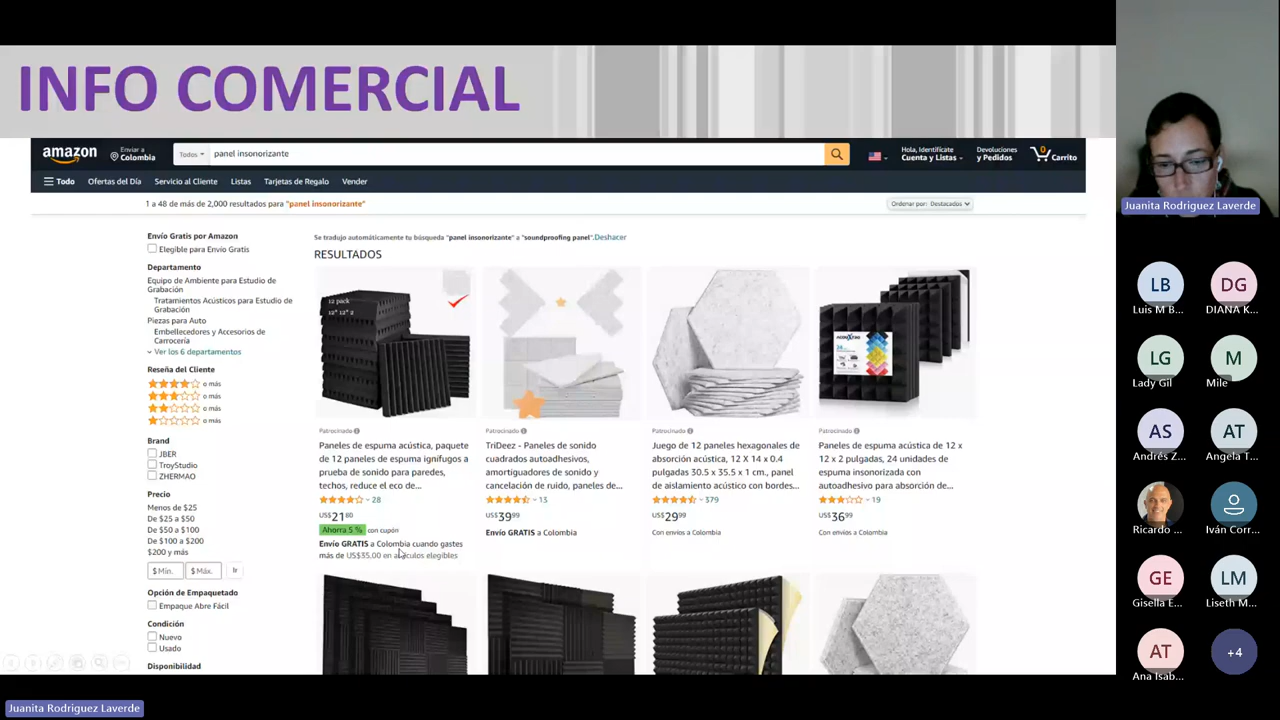 INFO COMERCIAL
amazon
Enviar a
Colombia
Todos
panel insonorizante
Hola, Identifícate
Cuenta y Listas
Devoluciones
y Pedidos
0
Carrito
Todo
Ofertas del Día
Servicio al Cliente
Listas
Tarjetas de Regalo
Vender
1 a 48 de más de 2,000 resultados para "panel insonorizante"
Ordenar por: Destacados
Envío Gratis por Amazon
Elegible para Envío Gratis
Departamento
Equipo de Ambiente para Estudio de
Grabación
Tratamientos Acústicos para Estudio de
Grabación
Piezas para Auto
Embellecedores y Accesorios de
Carrocería
Ver los 6 departamentos
Reseña del Cliente
o más
o más
o más
o más
Brand
JBER
TroyStudio
ZHERMAO
Precio
Menos de $25
De $25 a $50
De $50 a $100
De $100 a $200
$200 y más
$ Mín.
$ Máx.
Ir
Opción de Empaquetado
Empaque Abre Fácil
Condición
Nuevo
Usado
Disponibilidad
Se tradujo automáticamente tu búsqueda "panel insonorizante" a "soundproofing panel".Deshacer
RESULTADOS
12 pack
12* 12* 2
Patrocinado
Paneles de espuma acústica, paquete
de 12 paneles de espuma ignífugos a
prueba de sonido para paredes,
techos, reduce el eco de...
28
US$2180
Ahorra 5 % con cupón
Envío GRATIS a Colombia cuando gastes
más de US$35,00 en artículos elegibles
Patrocinado
TriDeez - Paneles de sonido
cuadrados autoadhesivos,
amortiguadores de sonido y
cancelación de ruido, paneles de...
13
US$3999
Envío GRATIS a Colombia
Patrocinado
Juego de 12 paneles hexagonales de
absorción acústica, 12 X 14 x 0.4
pulgadas 30.5 x 35.5 x 1 cm., panel
de aislamiento acústico con bordes...
379
US$2999
Con envíos a Colombia
Patrocinado
Paneles de espuma acústica de 12 x
12 x 2 pulgadas, 24 unidades de
espuma insonorizada con
autoadhesivo para absorción de...
19
US$3699
Con envíos a Colombia
Juanita Rodriguez Laverde
LB
Luis M B...
DG
DIANA K...
LG
Lady Gil
M
Mile
AS
Andrés Z...
AT
Angela T...
Ricardo ...
Iván Corr...
GE
Gisella E...
LM
Liseth M...
AT
Ana Isab...
+4
Juanita Rodriguez Laverde